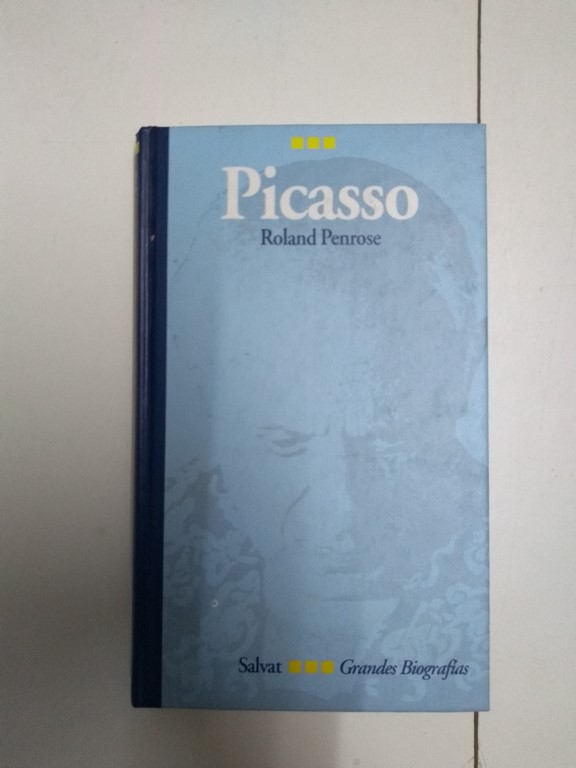 Picasso
Roland Penrose
Salvat Grandes Biografías